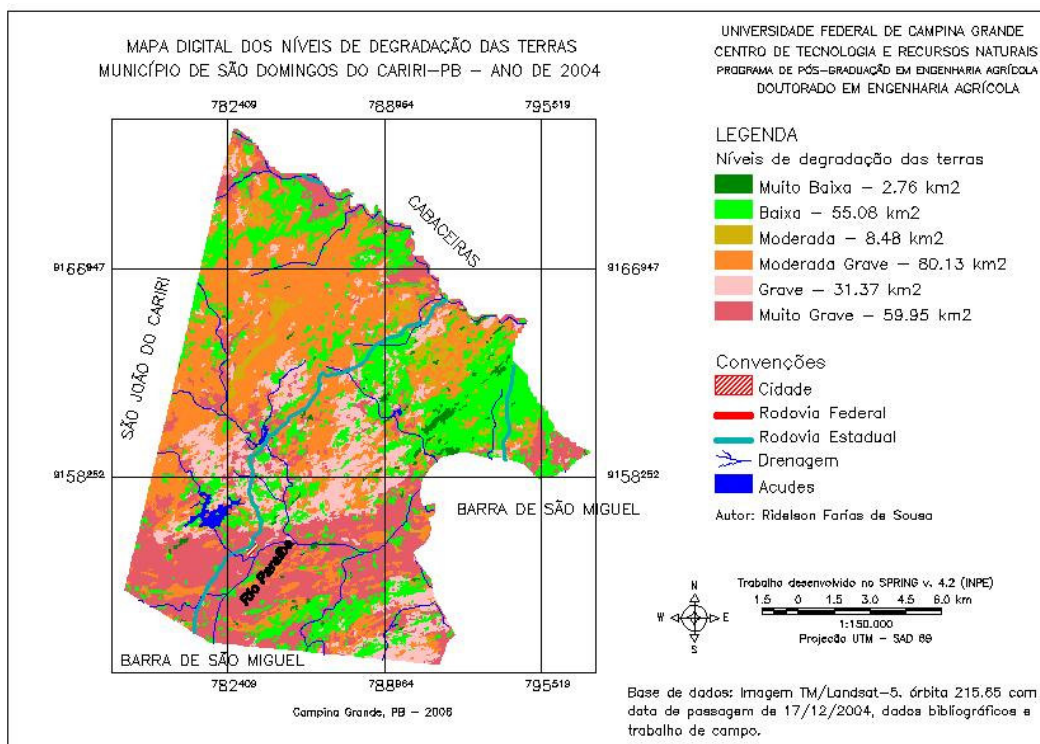 MAPA DIGITAL DOS NÍVEIS DE DEGRADAÇÃO DAS TERRAS
MUNICÍPIO DE SÃO DOMINGOS DO CARIRI-PB - ANO DE 2004
782409 788964 795519
CABACEIRAS
9166947 9166947
SÃO JOÃO DO CARIRI
9158252 9158252
BARRA DE SÃO MIGUEL
Rio Paraíba
BARRA DE SÃO MIGUEL
782409 788964 795519
Campina Grande, PB - 2006
UNIVERSIDADE FEDERAL DE CAMPINA GRANDE
CENTRO DE TECNOLOGIA E RECURSOS NATURAIS
PROGRAMA DE PÓS-GRADUAÇÃO EM ENGENHARIA AGRÍCOLA
DOUTORADO EM ENGENHARIA AGRÍCOLA
LEGENDA
Níveis de degradação das terras
Muito Baixa - 2.76 km2
Baixa - 55.08 km2
Moderada - 8.48 km2
Moderada Grave - 80.13 km2
Grave - 31.37 km2
Muito Grave - 59.95 km2
Convenções
Cidade
Rodovia Federal
Rodovia Estadual
Drenagem
Acudes
Autor: Ridelson Farias de Sousa
N
W E
S
Trabalho desenvolvido no SPRING v. 4.2 (INPE)
1.5 0 1.5 3.0 4.5 6.0 km
1:150.000
Projeção UTM - SAD 69
Base de dados: Imagem TM/Landsat-5. órbita 215.65 com
data de passagem de 17/12/2004, dados bibliográficos e
trabalho de campo.